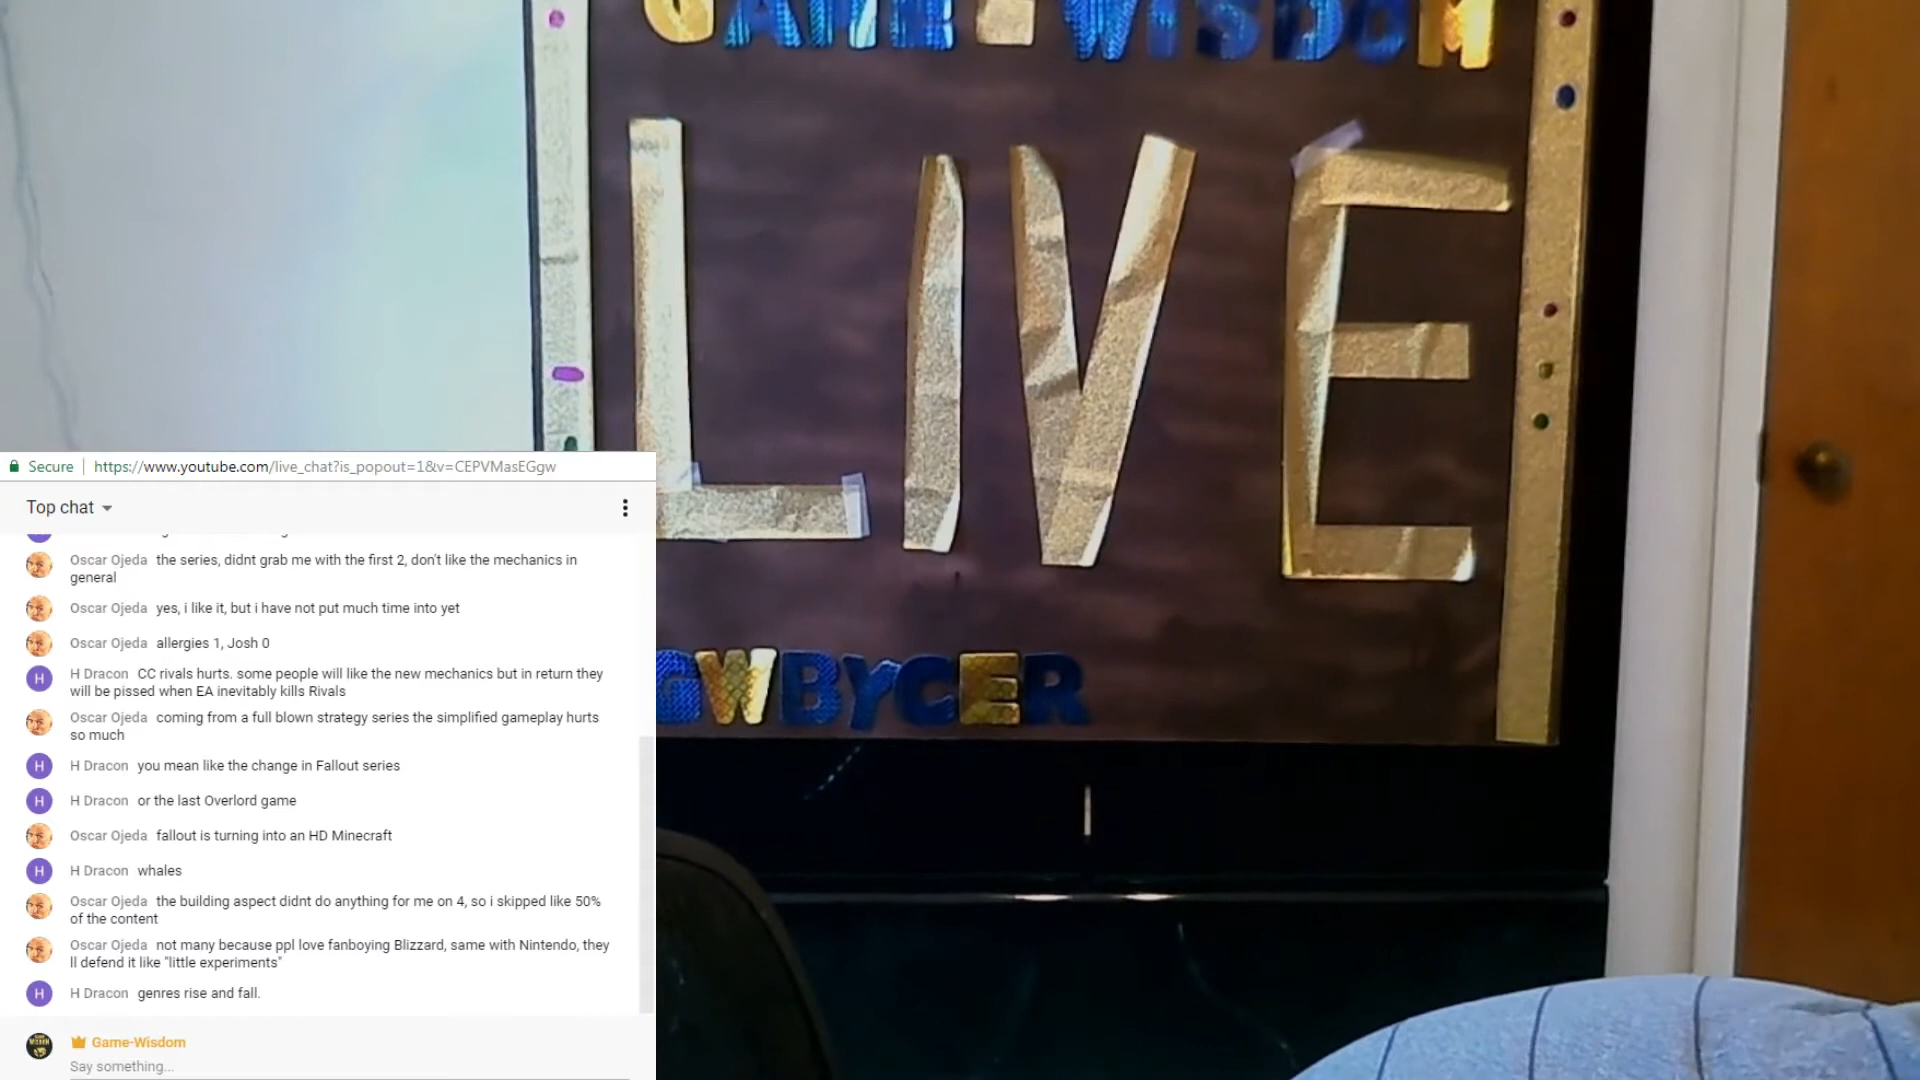 GAME-WISDOM
LIVE
GWBYCER
Secure https://www.youtube.com/live_chat?is_popout=1&v=CEPVMasEGgw
Top chat
Oscar Ojeda the series, didnt grab me with the first 2, don't like the mechanics in
general
Oscar Ojeda yes, i like it, but i have not put much time into yet
Oscar Ojeda allergies 1, Josh 0
H H Dracon CC rivals hurts. some people will like the new mechanics but in return they
will be pissed when EA inevitably kills Rivals
Oscar Ojeda coming from a full blown strategy series the simplified gameplay hurts
so much
H H Dracon you mean like the change in Fallout series
H H Dracon or the last Overlord game
Oscar Ojeda fallout is turning into an HD Minecraft
H H Dracon whales
Oscar Ojeda the building aspect didnt do anything for me on 4, so i skipped like 50%
of the content
Oscar Ojeda not many because ppl love fanboying Blizzard, same with Nintendo, they
ll defend it like "little experiments"
H H Dracon genres rise and fall.
Game-Wisdom
Say something...